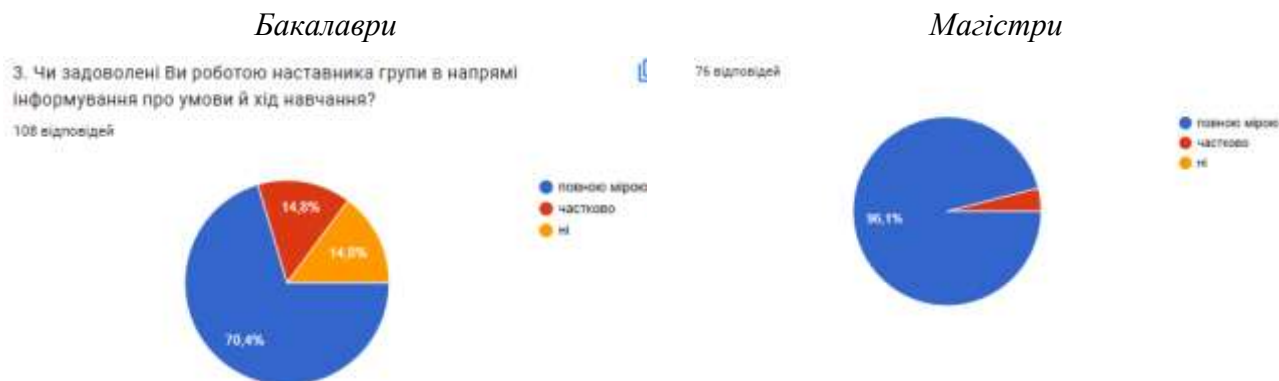 Бакалаври
Магістри
3. Чи задоволені Ви роботою наставника групи в напрямі
інформування про умови й хід навчання?
108 відповідей
повною мірою
частково
ні
14,8%
14,8%
70,4%
76 відповідей
повною мірою
частково
ні
96,1%